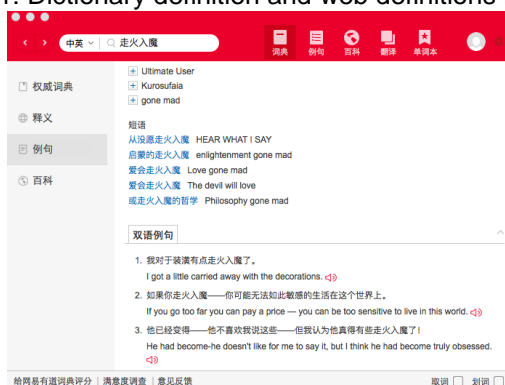 1. Dictionary definition and web definitions
中英 走火入魔
词典 例句 百科 翻译 单词本
权威词典
释义
例句
百科
Ultimate User
Kurosufaia
gone mad
短语
从没愿走火入魔 HEAR WHAT I SAY
启蒙的走火入魔 enlightenment gone mad
爱会走火入魔 Love gone mad
爱会走火入魔 The devil will love
或走火入魔的哲学 Philosophy gone mad
双语例句
1. 我对于装潢有点走火入魔了。
I got a little carried away with the decorations.
2. 如果你走火入魔——你可能无法如此敏感的生活在这个世界上。
If you go too far you can pay a price — you can be too sensitive to live in this world.
3. 他已经变得——他不喜欢我说这些——但我认为他真得有些走火入魔了!
He had become-he doesn't like for me to say it, but I think he had become truly obsessed.
给网易有道词典评分 满意度调查 意见反馈 取词 划词